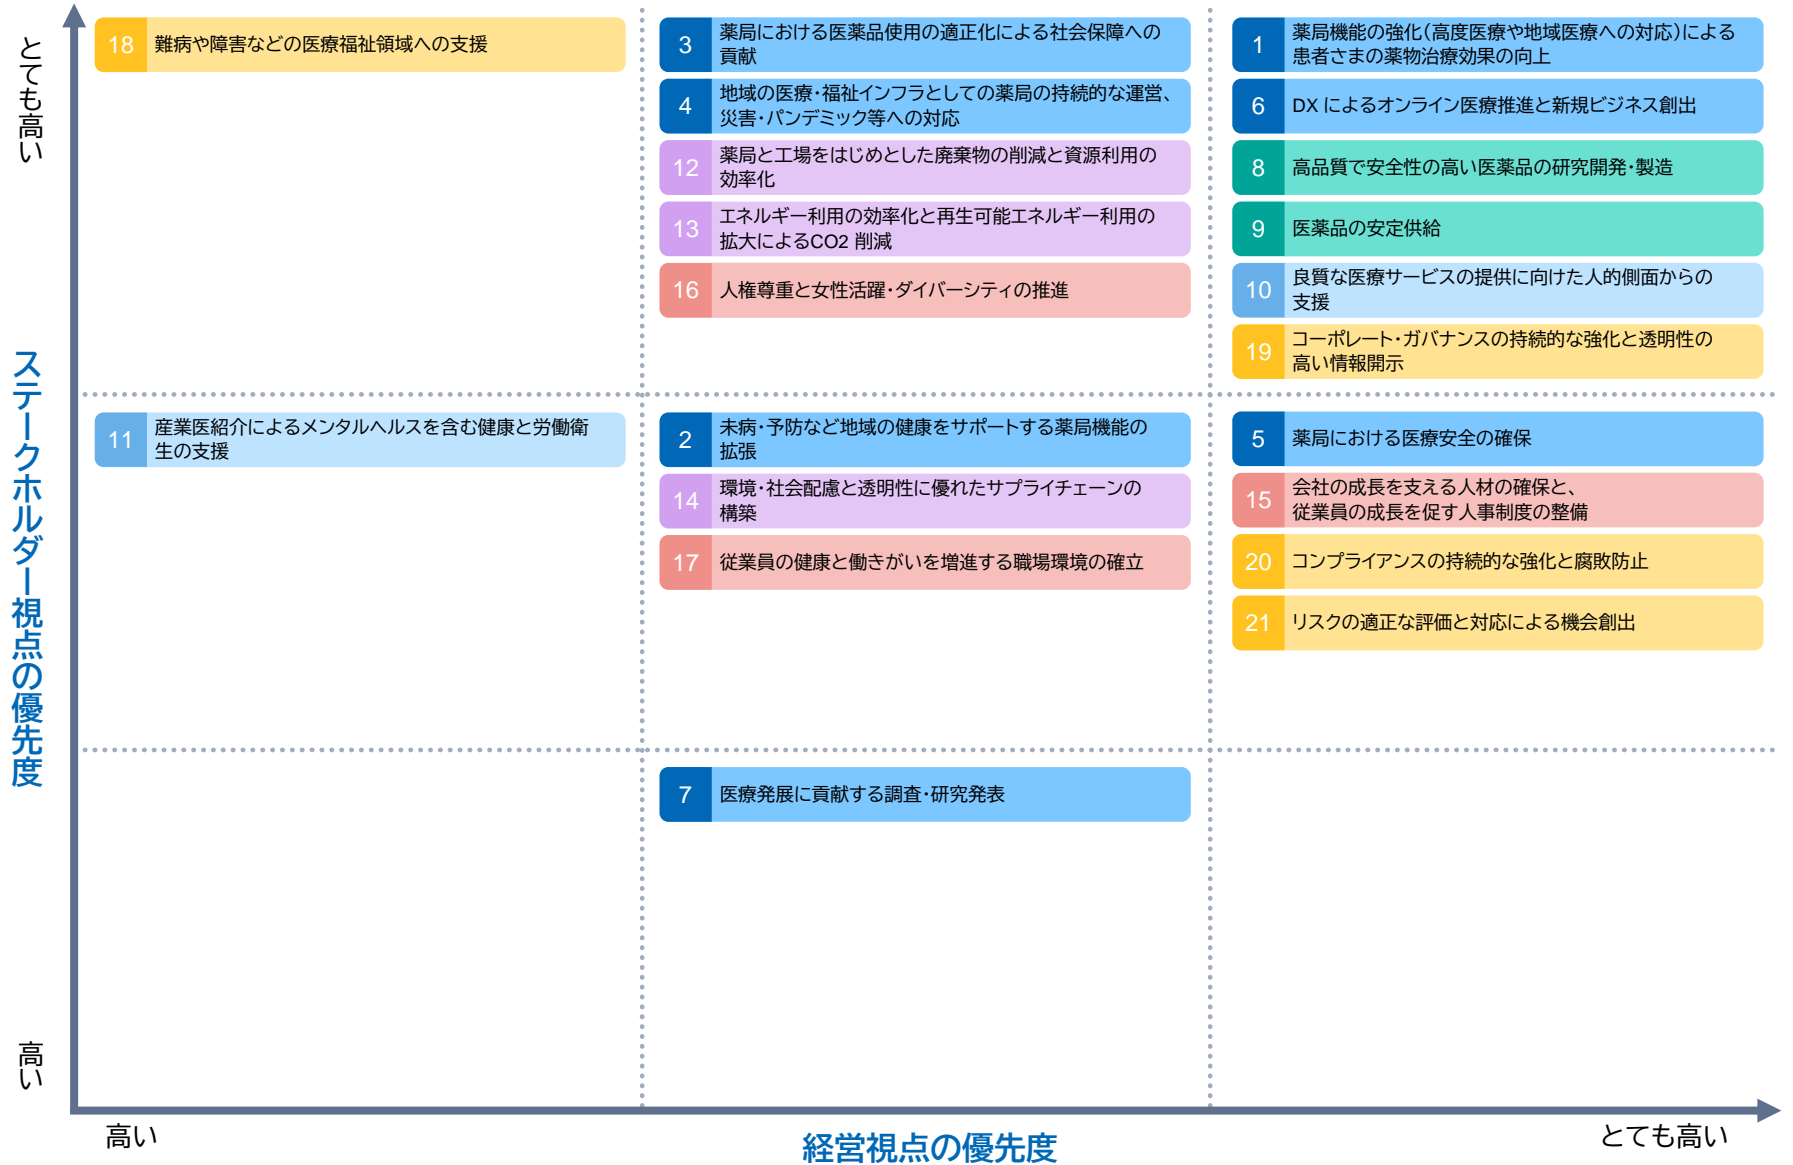 とても高い
ステークホルダー視点の優先度
高い
18
難病や障害などの医療福祉領域への支援
3
薬局における医薬品使用の適正化による社会保障への
貢献
4
地域の医療・福祉インフラとしての薬局の持続的な運営、
災害・パンデミック等への対応
12
薬局と工場をはじめとした廃棄物の削減と資源利用の
効率化
13
エネルギー利用の効率化と再生可能エネルギー利用の
拡大によるCO2 削減
16
人権尊重と女性活躍・ダイバーシティの推進
1
薬局機能の強化（高度医療や地域医療への対応）による
患者さまの薬物治療効果の向上
6
DX によるオンライン医療推進と新規ビジネス創出
8
高品質で安全性の高い医薬品の研究開発・製造
9
医薬品の安定供給
10
良質な医療サービスの提供に向けた人的側面からの
支援
19
コーポレート・ガバナンスの持続的な強化と透明性の
高い情報開示
11
産業医紹介によるメンタルヘルスを含む健康と労働衛
生の支援
2
未病・予防など地域の健康をサポートする薬局機能の
拡張
14
環境・社会配慮と透明性に優れたサプライチェーンの
構築
17
従業員の健康と働きがいを増進する職場環境の確立
5
薬局における医療安全の確保
15
会社の成長を支える人材の確保と、
従業員の成長を促す人事制度の整備
20
コンプライアンスの持続的な強化と腐敗防止
21
リスクの適正な評価と対応による機会創出
7
医療発展に貢献する調査・研究発表
高い
経営視点の優先度
とても高い